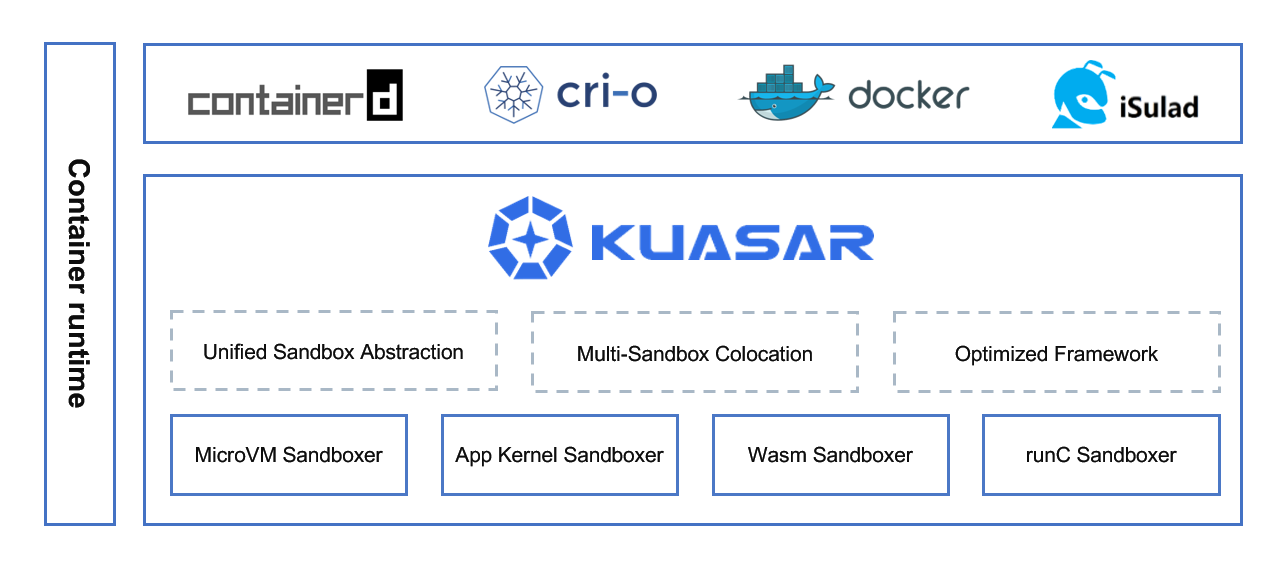 Container runtime
containerd
cri-o
docker
iSulad
KUASAR
Unified Sandbox Abstraction
Multi-Sandbox Colocation
Optimized Framework
MicroVM Sandboxer
App Kernel Sandboxer
Wasm Sandboxer
runC Sandboxer